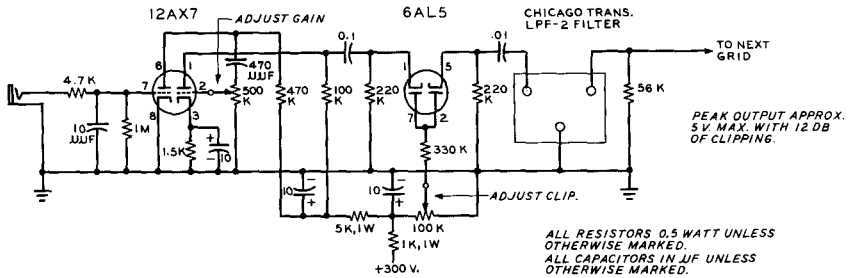 12AX7
ADJUST GAIN
6AL5
CHICAGO TRANS.
LPF-2 FILTER
TO NEXT
GRID
0.1
.01
6
1
470
µµF
1
5
4.7K
7
2
500
K
470
K
100
K
220
K
220
K
56 K
10
µµF
1M
8
3
7
2
PEAK OUTPUT APPROX.
5 V. MAX. WITH 12 DB
OF CLIPPING.
1.5K
+
-
10
330 K
10
-
+
10
-
+
ADJUST CLIP.
5K, 1W
100 K
1K, 1W
+300 V.
ALL RESISTORS 0.5 WATT UNLESS
OTHERWISE MARKED.
ALL CAPACITORS IN µF UNLESS
OTHERWISE MARKED.